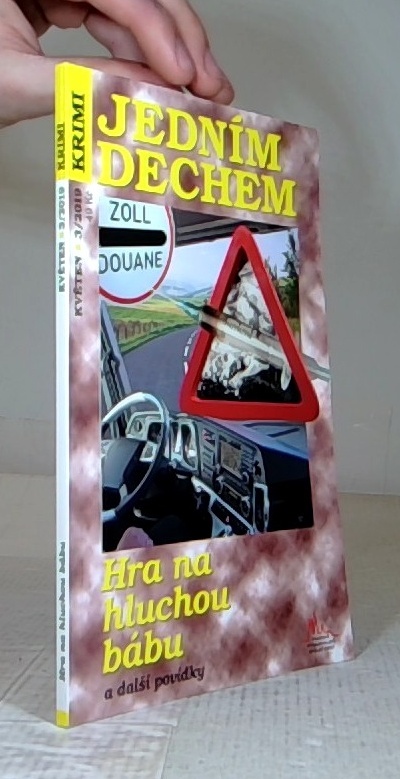 KRIMI
KVĚTEN • 3/2019
Hra na hluchou bábu
KRIMI
KVĚTEN • 3/2019
JEDNÍM
DECHEM
ZOLL
DOUANE
Hra na
hluchou
bábu
a další povídky